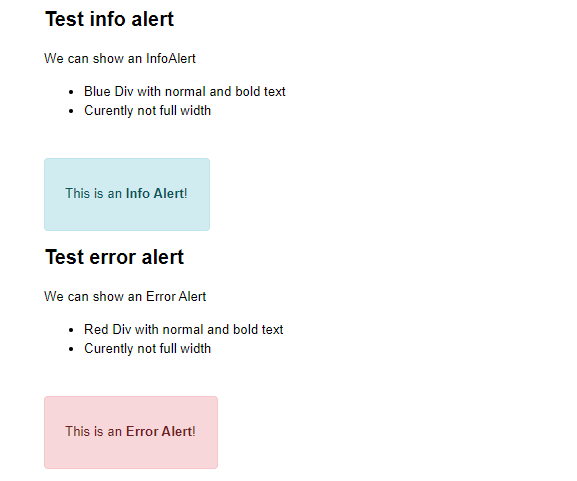 Test info alert
We can show an InfoAlert
• Blue Div with normal and bold text
• Curently not full width
This is an Info Alert!
Test error alert
We can show an Error Alert
• Red Div with normal and bold text
• Curently not full width
This is an Error Alert!